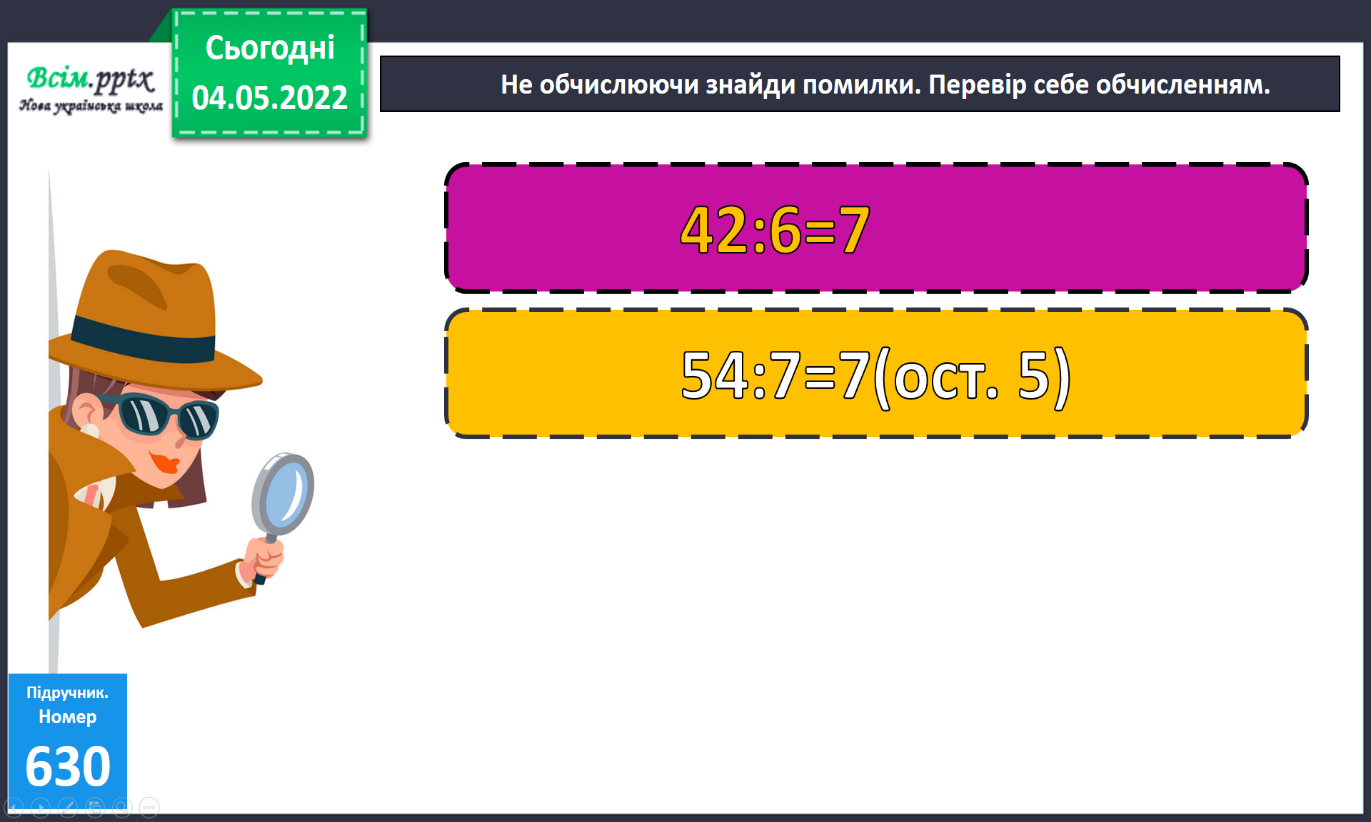 Всім.pptx
Нова українська школа
Сьогодні
04.05.2022
Не обчислюючи знайди помилки. Перевір себе обчисленням.
42:6=7
54:7=7(ост. 5)
Підручник.
Номер
630